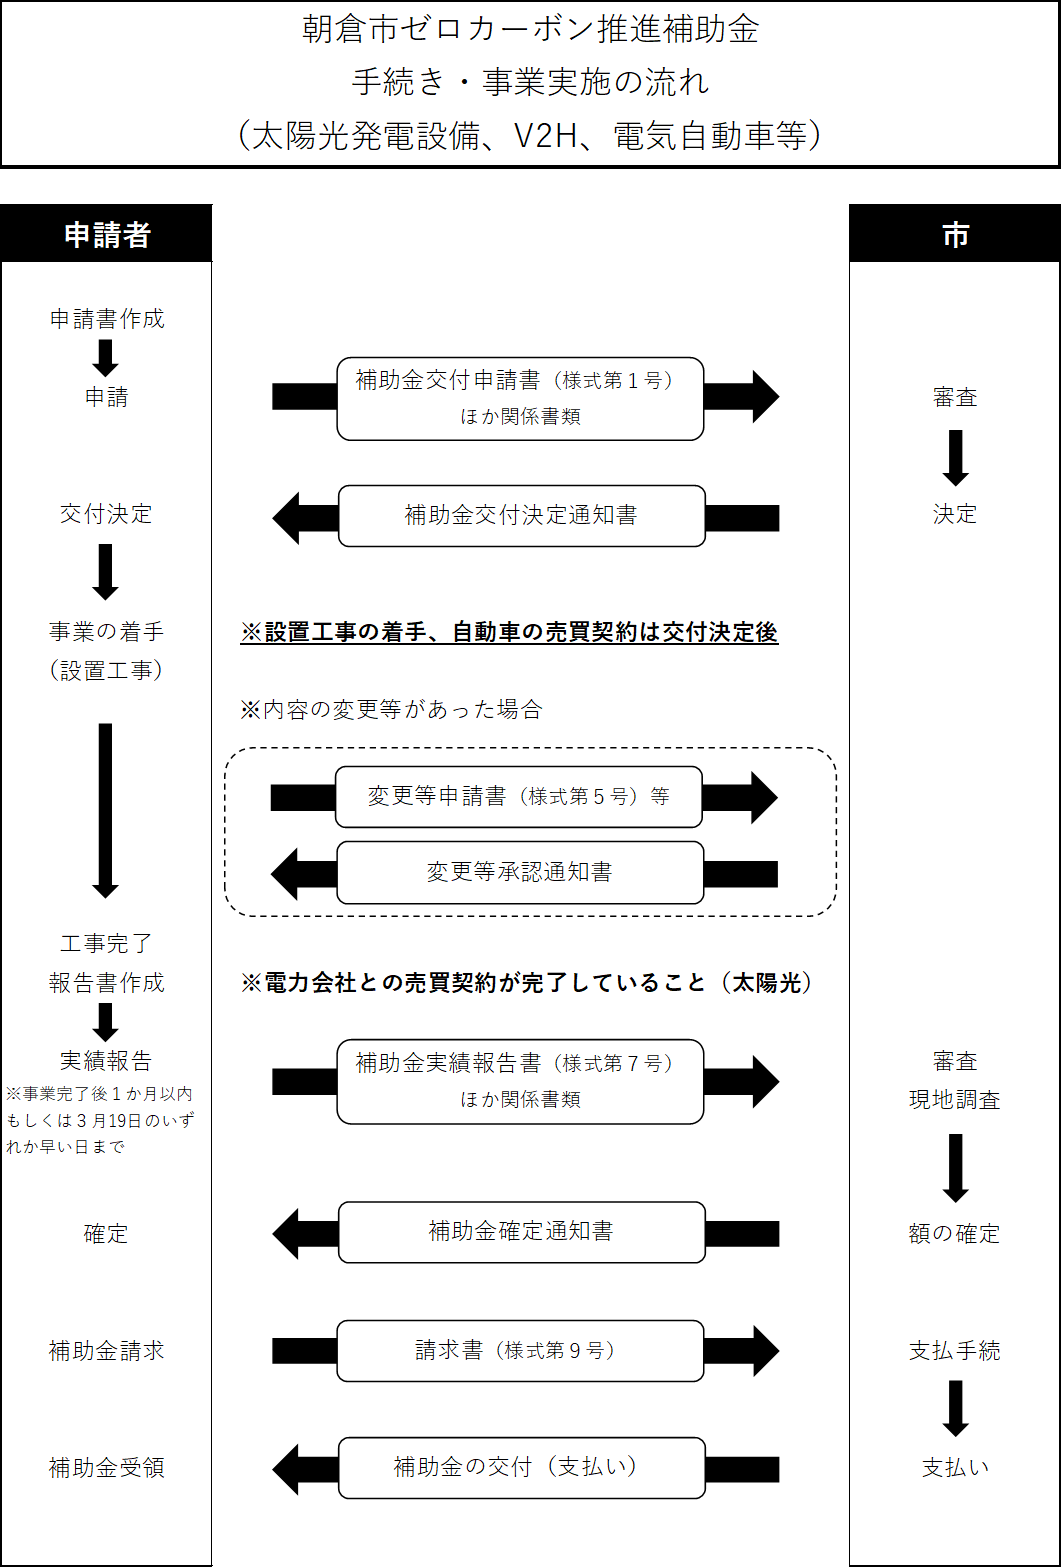 朝倉市ゼロカーボン推進補助金
手続き・事業実施の流れ
（太陽光発電設備、V2H、電気自動車等）
申請者
市
申請書作成
申請
補助金交付申請書（様式第１号）
ほか関係書類
審査
交付決定
補助金交付決定通知書
決定
事業の着手
（設置工事）
※設置工事の着手、自動車の売買契約は交付決定後
※内容の変更等があった場合
変更等申請書（様式第５号）等
変更等承認通知書
工事完了
報告書作成
※電力会社との売買契約が完了していること（太陽光）
実績報告
※事業完了後１か月以内
もしくは３月19日のいず
れか早い日まで
補助金実績報告書（様式第７号）
ほか関係書類
審査
現地調査
確定
補助金確定通知書
額の確定
補助金請求
請求書（様式第９号）
支払手続
補助金受領
補助金の交付（支払い）
支払い